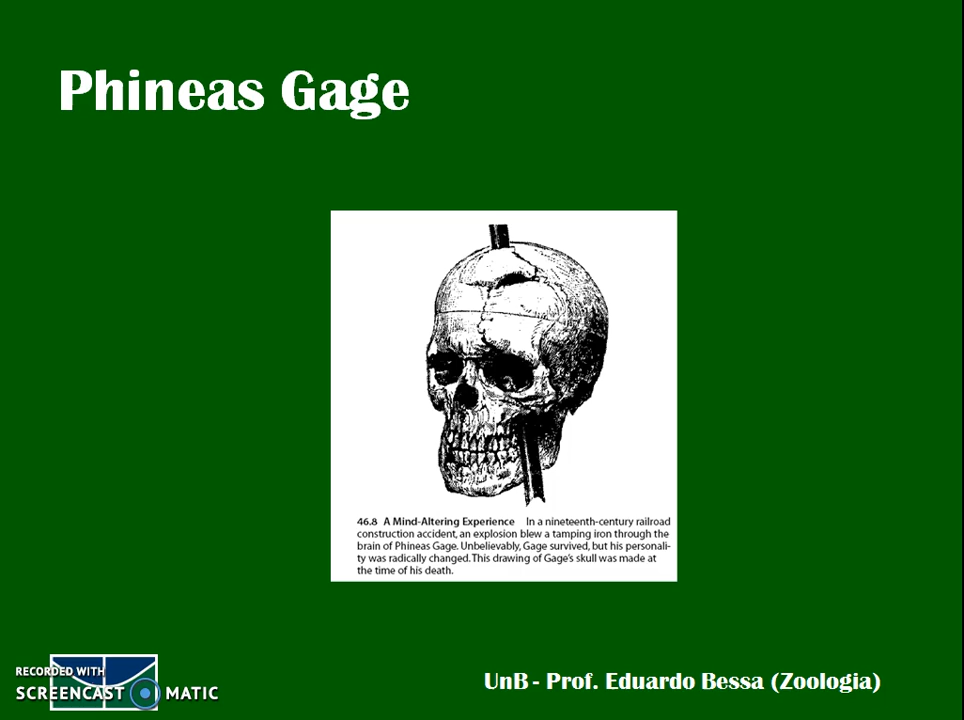 Phineas Gage
46.8 A Mind-Altering Experience In a nineteenth-century railroad
construction accident, an explosion blew a tamping iron through the
brain of Phineas Gage. Unbelievably, Gage survived, but his personali-
ty was radically changed. This drawing of Gage's skull was made at
the time of his death.
RECORDED WITH
SCREENCAST MATIC
UnB - Prof. Eduardo Bessa (Zoologia)